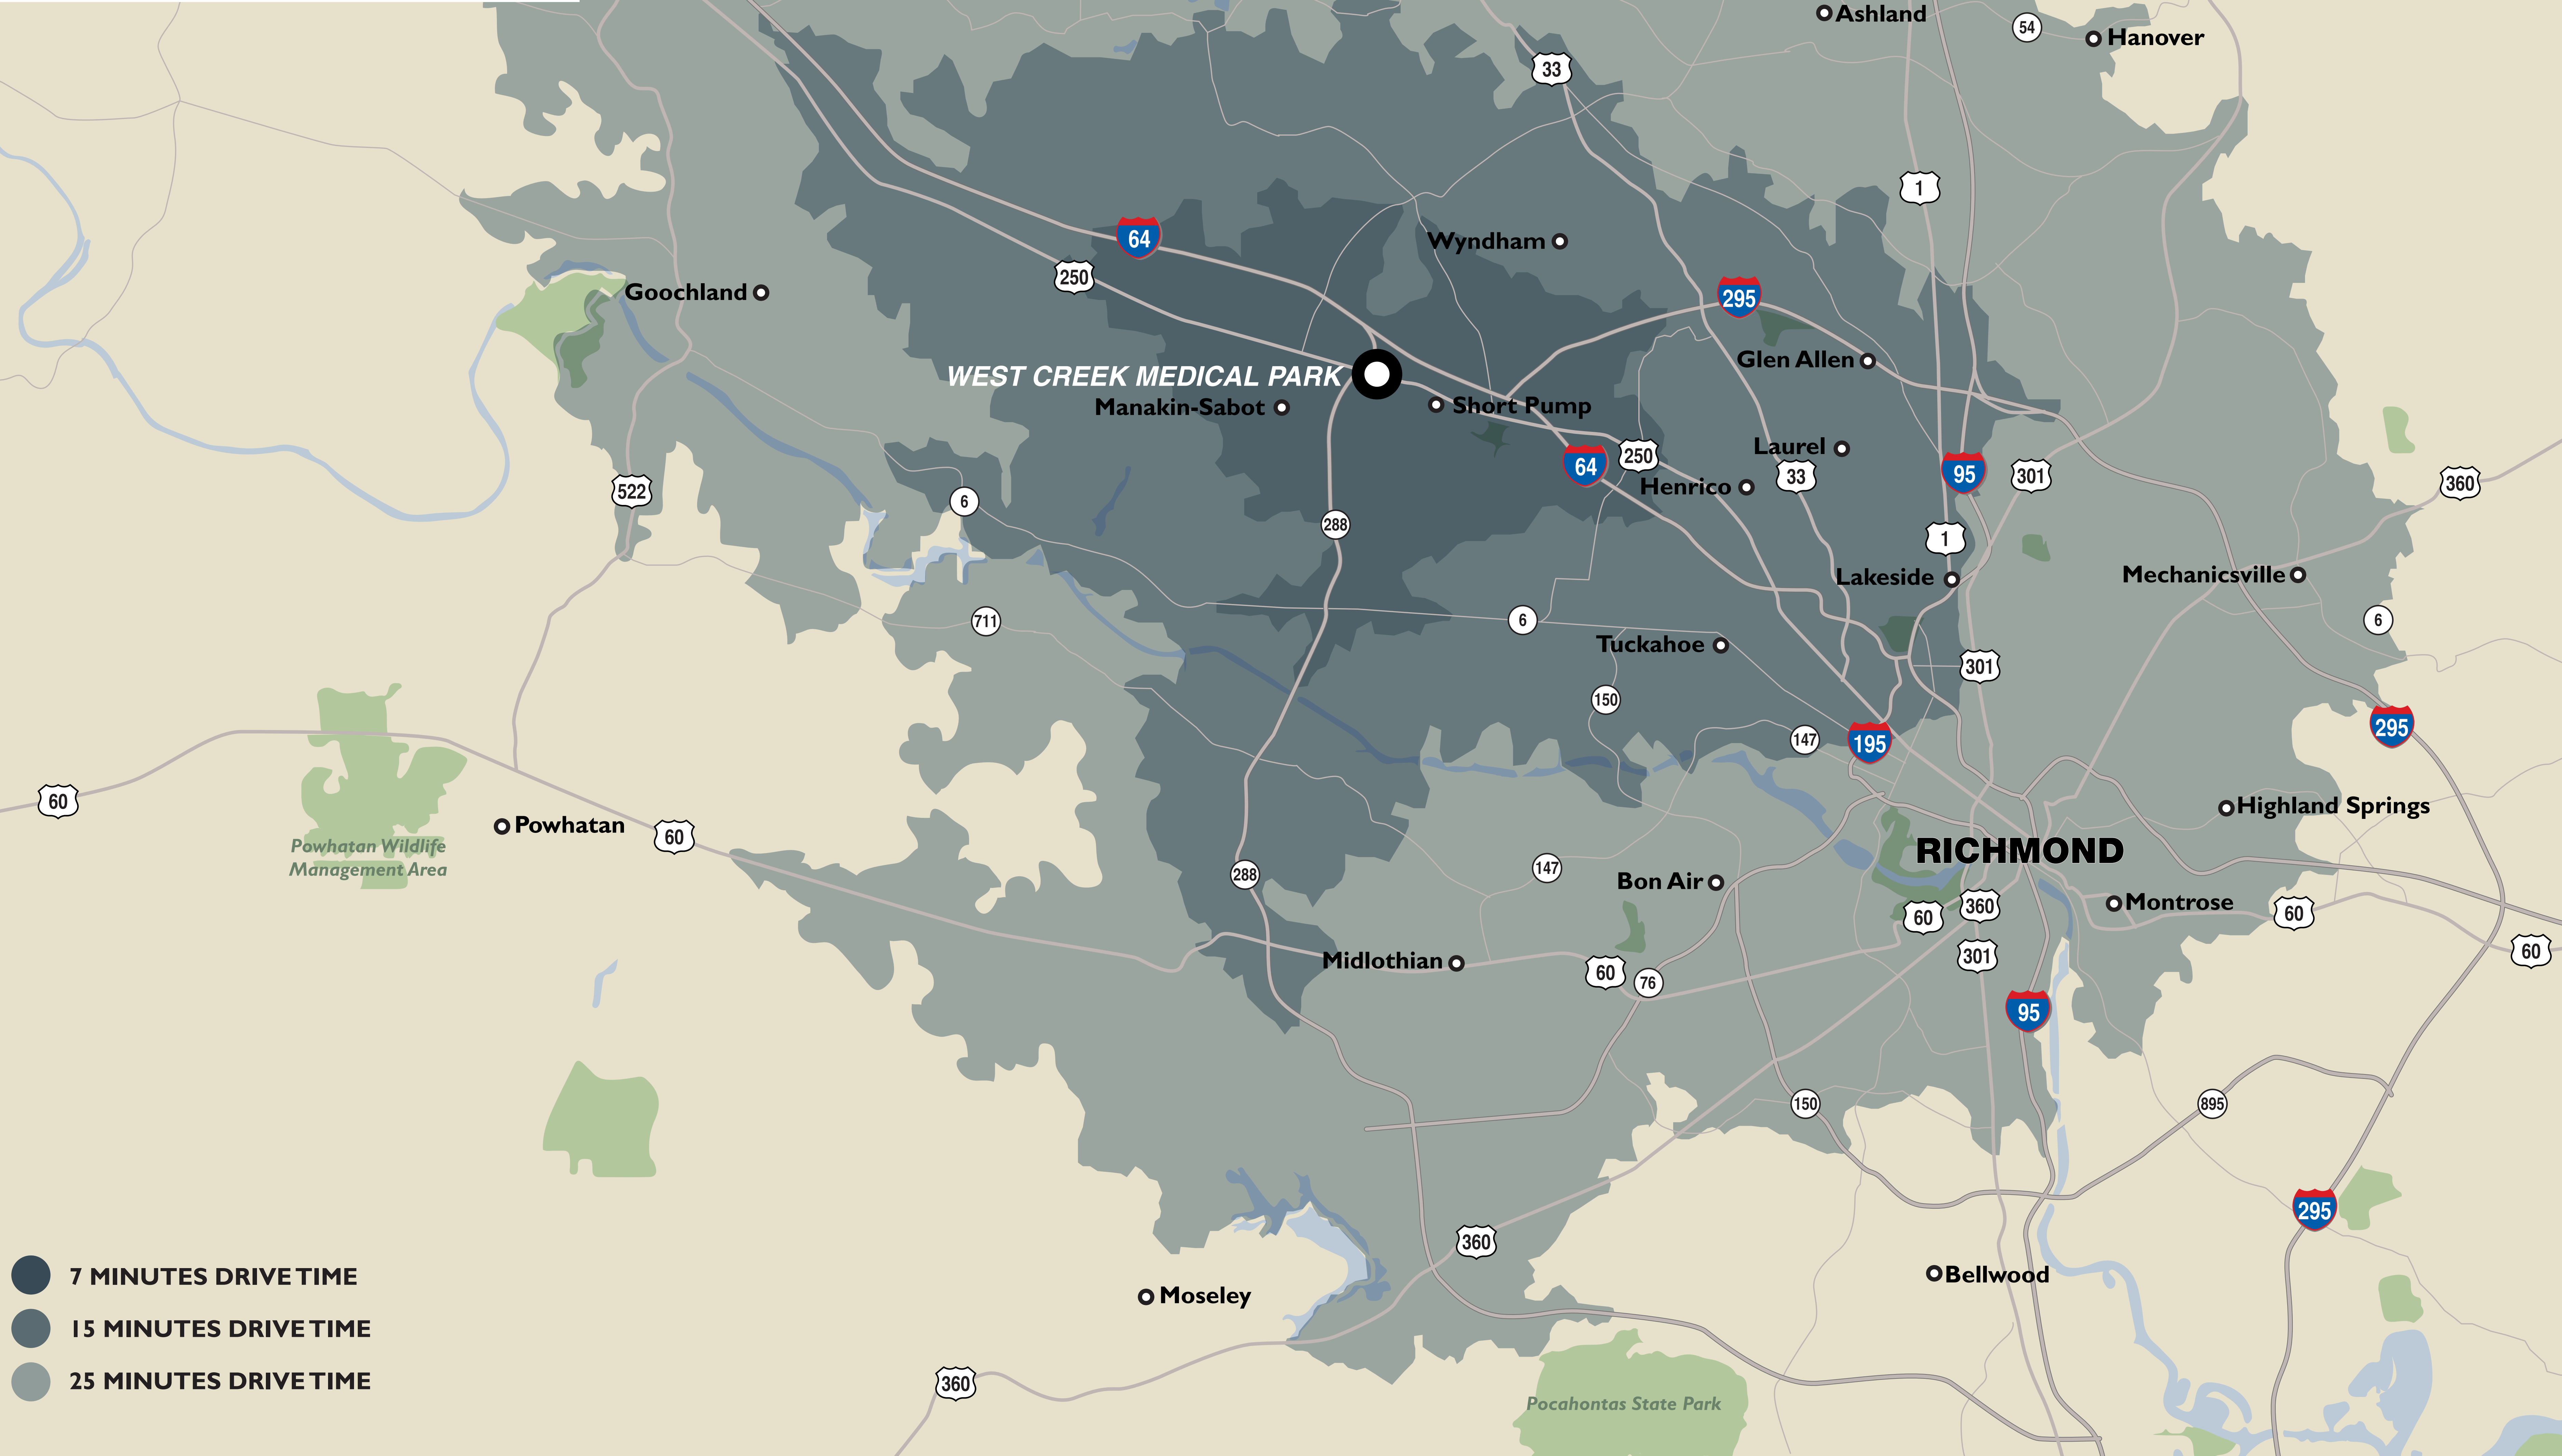 Ashland
54
Hanover
33
1
64
Wyndham
250
Goochland
295
Glen Allen
WEST CREEK MEDICAL PARK
Manakin-Sabot
Short Pump
Laurel
64
250
33
95
301
360
Henrico
522
6
288
1
Lakeside
Mechanicsville
711
6
6
Tuckahoe
301
150
295
147
195
60
Powhatan
60
Highland Springs
Powhatan Wildlife
Management Area
RICHMOND
288
147
Bon Air
360
Montrose
60
60
60
Midlothian
301
60
76
95
150
895
295
360
Bellwood
7 MINUTES DRIVE TIME
Moseley
15 MINUTES DRIVE TIME
25 MINUTES DRIVE TIME
360
Pocahontas State Park